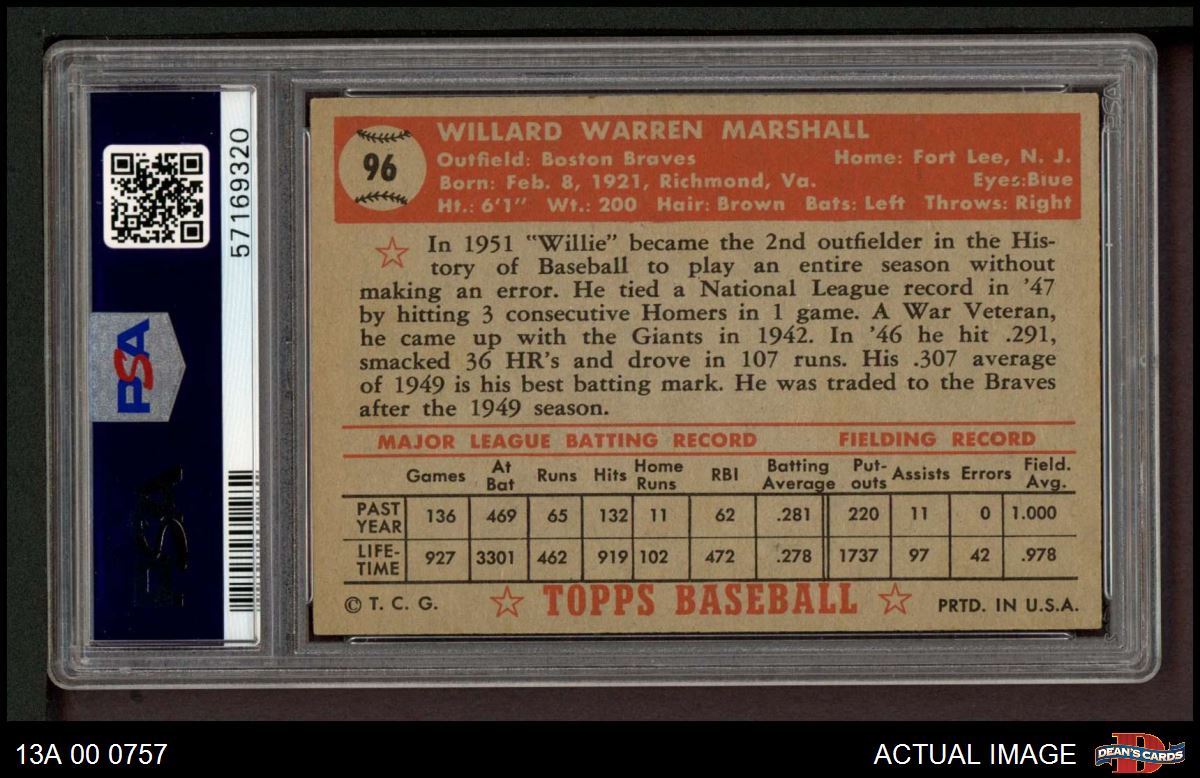 57169320
PSA
PSA
96
WILLARD WARREN MARSHALL
Outfield: Boston Braves Home: Fort Lee, N. J.
Born: Feb. 8, 1921, Richmond, Va. Eyes: Blue
Ht.: 6'1" Wt.: 200 Hair: Brown Bats: Left Throws: Right
In 1951 "Willie" became the 2nd outfielder in the His-
tory of Baseball to play an entire season without
making an error. He tied a National League record in '47
by hitting 3 consecutive Homers in 1 game. A War Veteran,
he came up with the Giants in 1942. In '46 he hit .291,
smacked 36 HR's and drove in 107 runs. His .307 average
of 1949 is his best batting mark. He was traded to the Braves
after the 1949 season.
MAJOR LEAGUE BATTING RECORD FIELDING RECORD
Games At Bat Runs Hits Home Runs RBI Batting Average Put-outs Assists Errors Field. Avg.
PAST YEAR 136 469 65 132 11 62 .281 220 11 0 1.000
LIFE-TIME 927 3301 462 919 102 472 .278 1737 97 42 .978
© T. C. G. TOPPS BASEBALL PRTD. IN U.S.A.
PSA
13A 00 0757 ACTUAL IMAGE DEAN'S CARDS